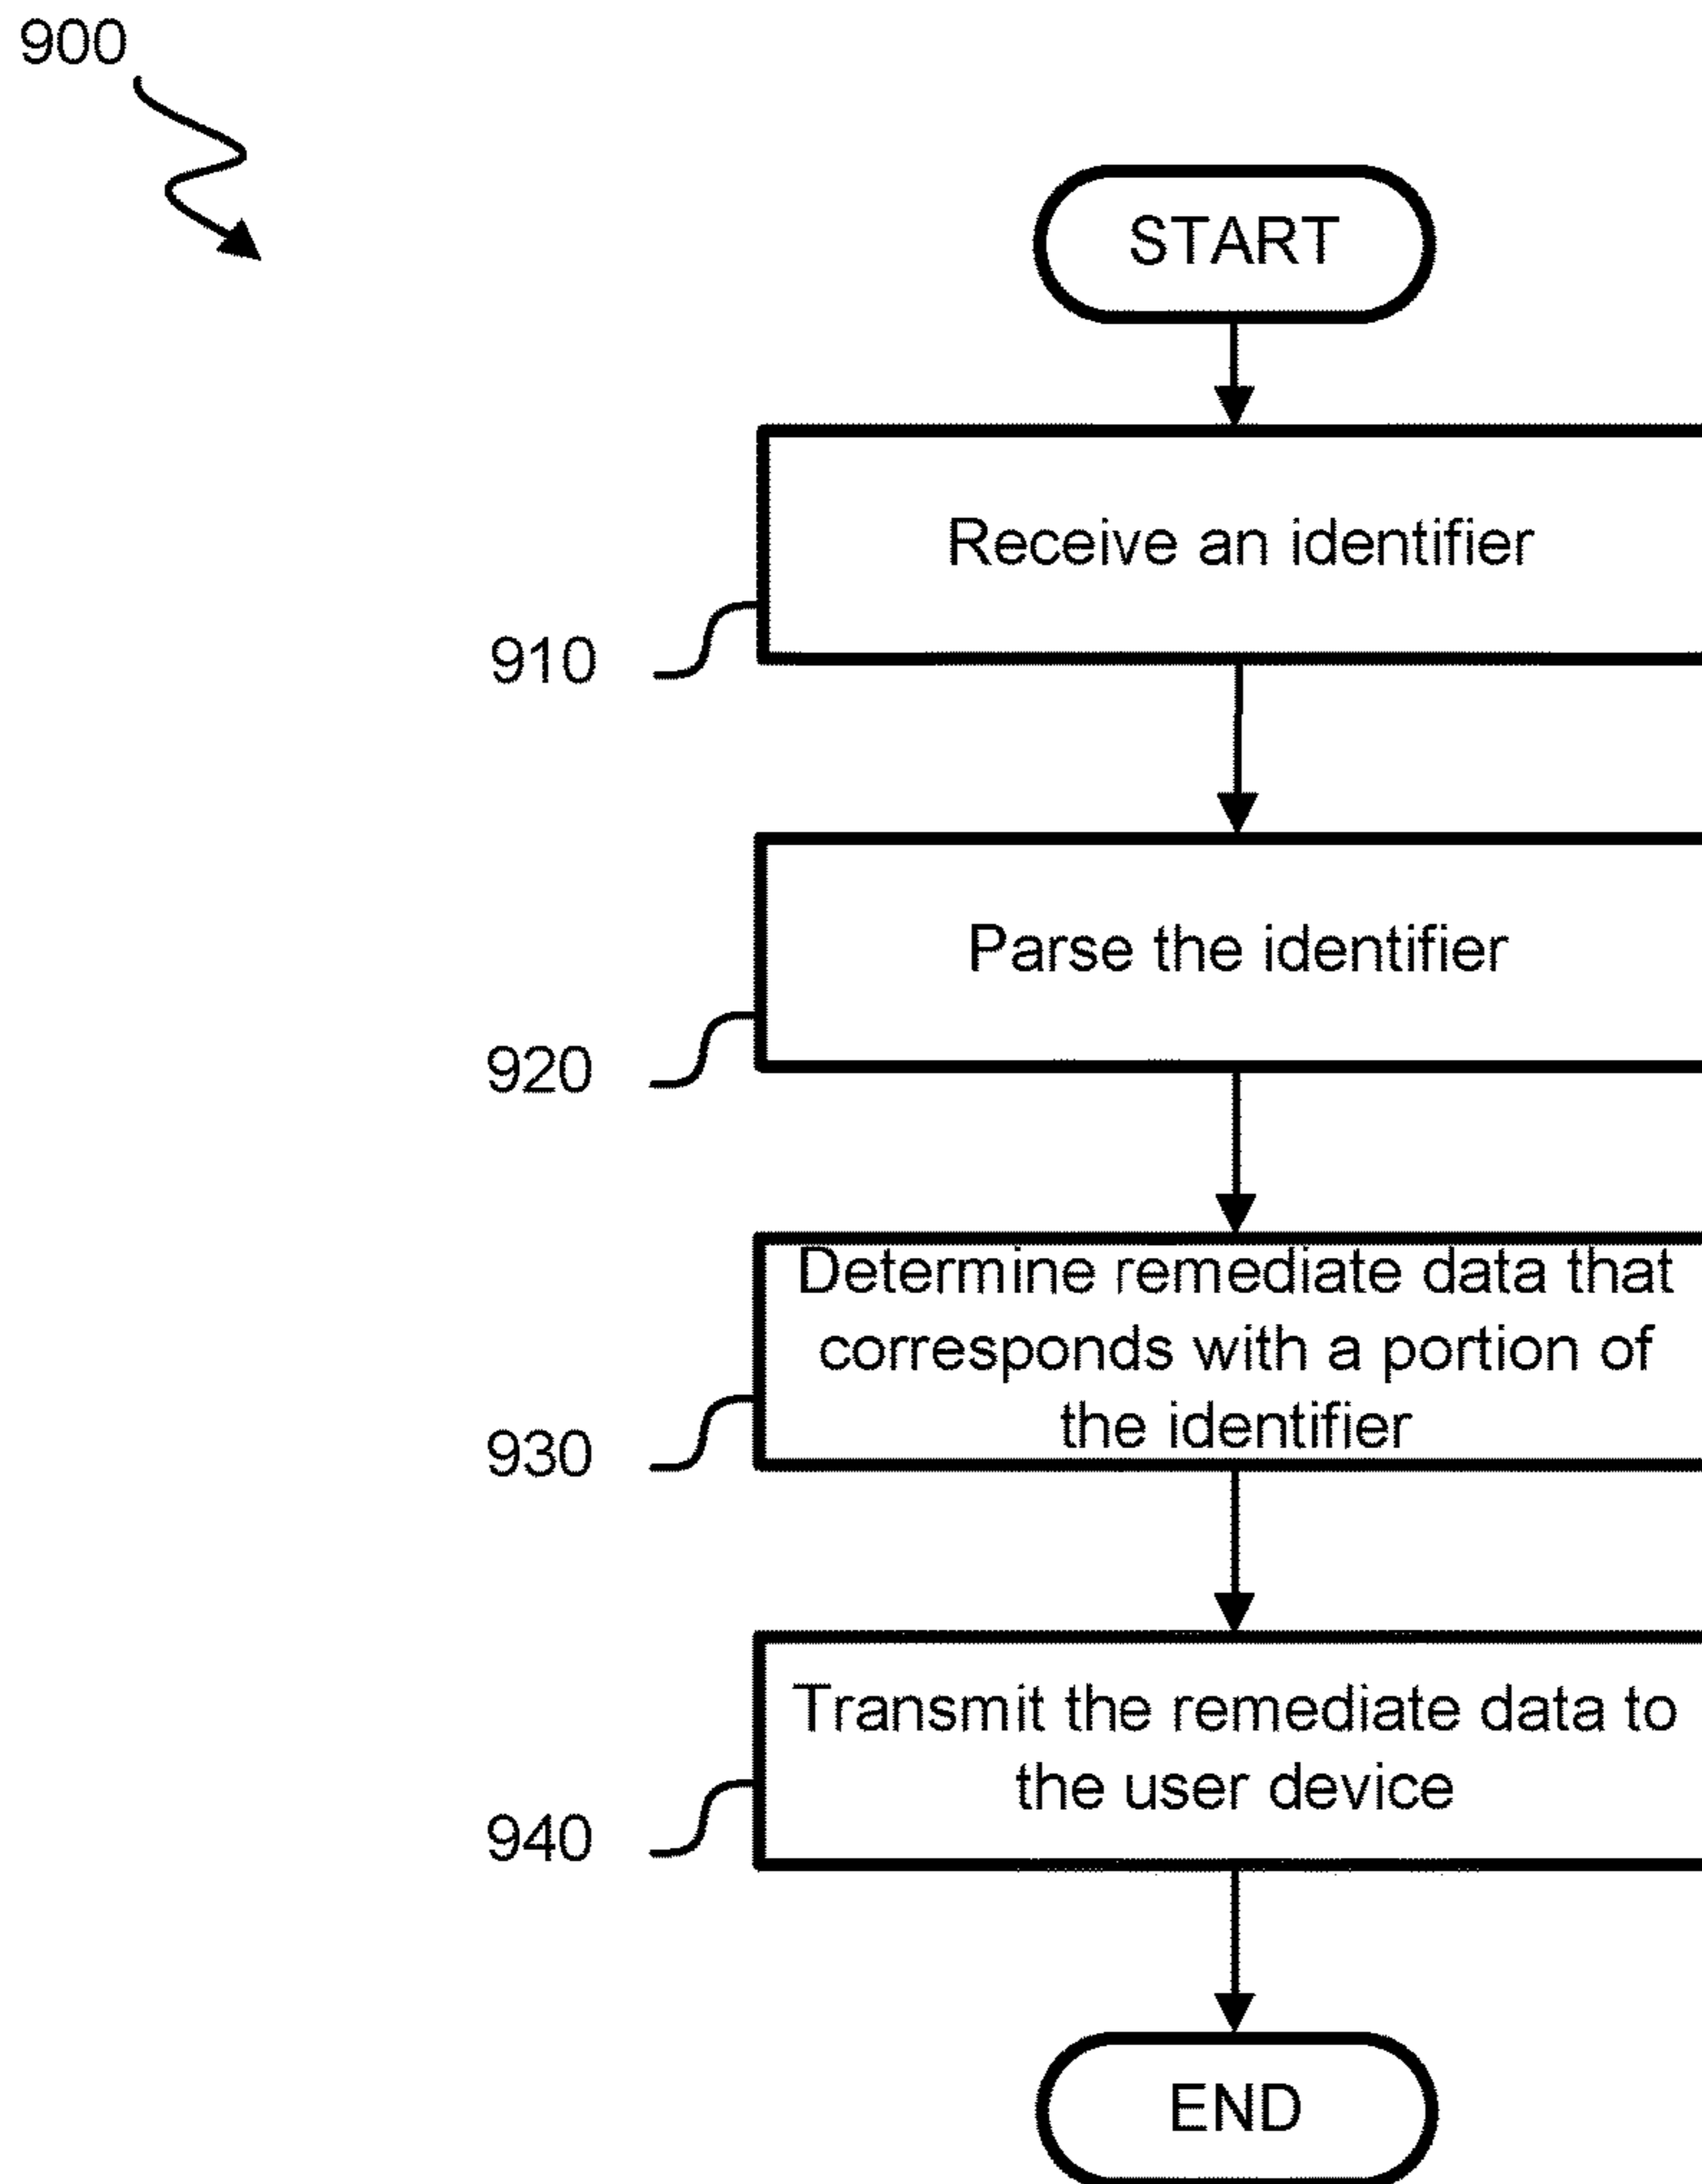 900
START
Receive an identifier
910
Parse the identifier
920
Determine remediate data that
corresponds with a portion of
the identifier
930
Transmit the remediate data to
the user device
940
END